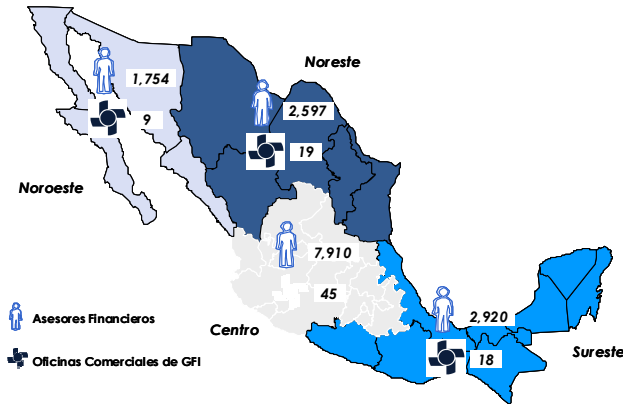 Noreste
1,754
2,597
9
19
Noroeste
7,910
45
2,920
Asesores Financieros
Centro
Sureste
Oficinas Comerciales de GFI
18